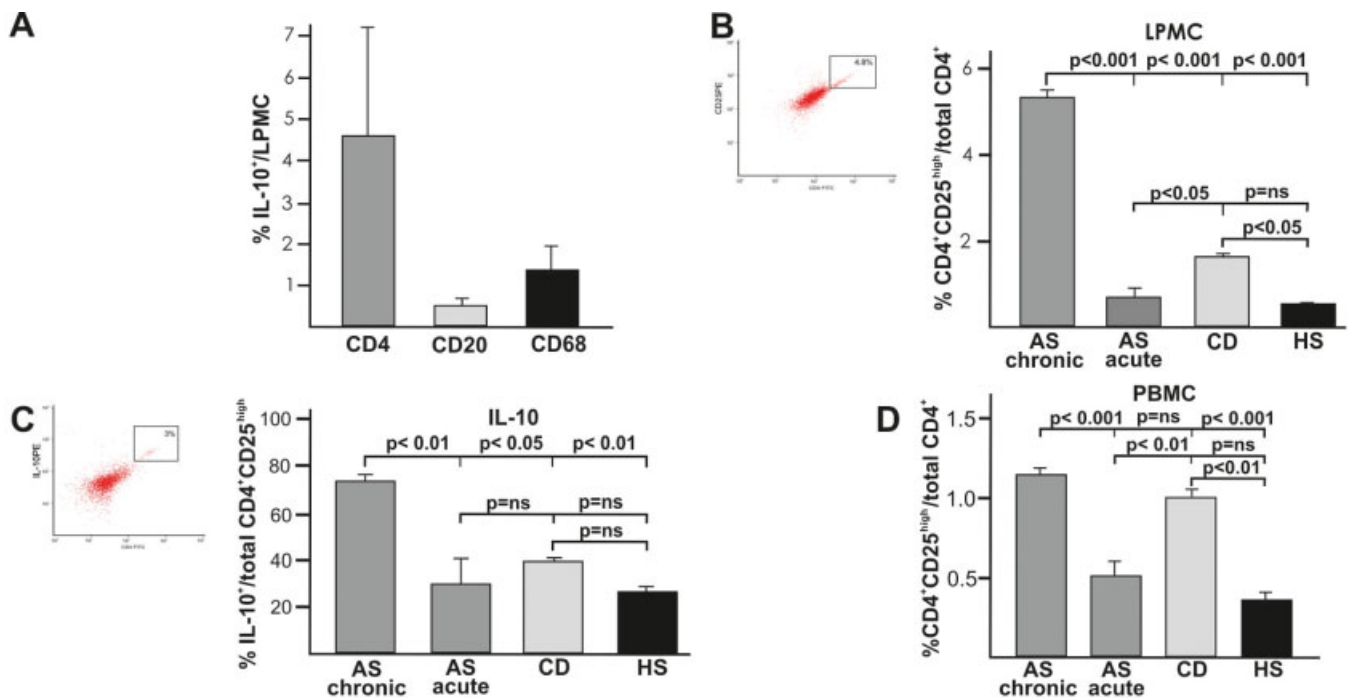 A
% IL-10⁺/LPMC
7
6
5
4
3
2
1
CD4 CD20 CD68
B
CD25PE
4.8%
LPMC
% CD4⁺CD25ʰⁱᵍʰ/total CD4⁺
6
4
2
p<0.001 p< 0.001 p< 0.001
p<0.05 p=ns
p<0.05
AS chronic
AS acute
CD
HS
C
IL-10PE
3%
IL-10
% IL-10⁺/total CD4⁺CD25ʰⁱᵍʰ
100
80
60
40
20
p< 0.01 p< 0.05 p< 0.01
p=ns p=ns
p=ns
AS chronic
AS acute
CD
HS
D
PBMC
%CD4⁺CD25ʰⁱᵍʰ/total CD4⁺
1.5
1.0
0.5
p< 0.001 p=ns p< 0.001
p< 0.01 p=ns
p<0.01
AS chronic
AS acute
CD
HS